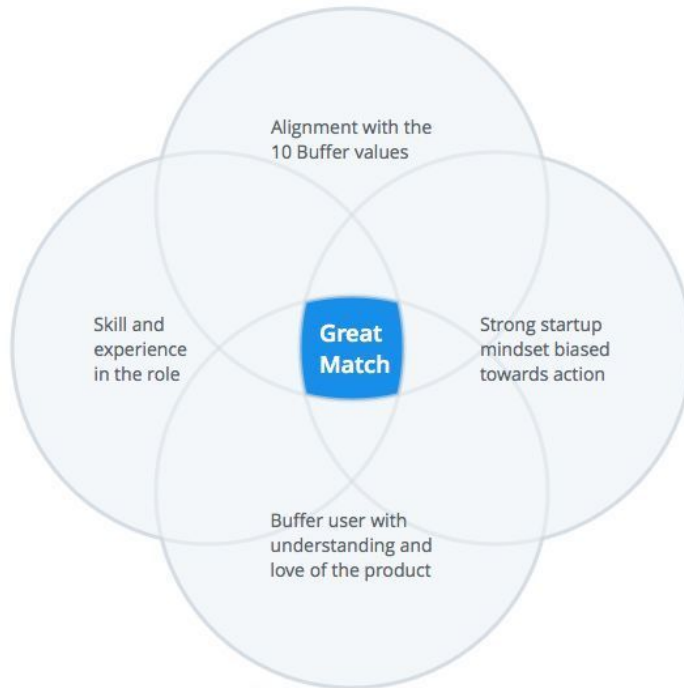 Alignment with the
10 Buffer values
Skill and
experience
in the role
Great
Match
Strong startup
mindset biased
towards action
Buffer user with
understanding and
love of the product